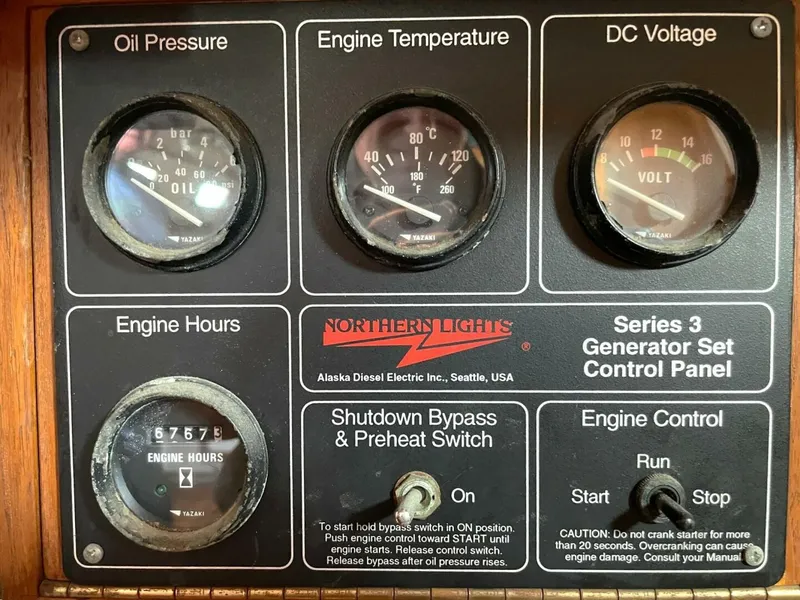 Oil Pressure
bar
0 2 4 6
0 20 40 60 80 psi
OIL
YAZAKI
Engine Temperature
°C
40 80 120
100 180 260
°F
YAZAKI
DC Voltage
8 10 12 14 16
VOLT
YAZAKI
Engine Hours
67673
ENGINE HOURS
YAZAKI
NORTHERN LIGHTS ®
Alaska Diesel Electric Inc., Seattle, USA
Series 3
Generator Set
Control Panel
Shutdown Bypass
& Preheat Switch
On
To start hold bypass switch in ON position.
Push engine control toward START until
engine starts. Release control switch.
Release bypass after oil pressure rises.
Engine Control
Run
Start Stop
CAUTION: Do not crank starter for more
than 20 seconds. Overcranking can cause
engine damage. Consult your Manual